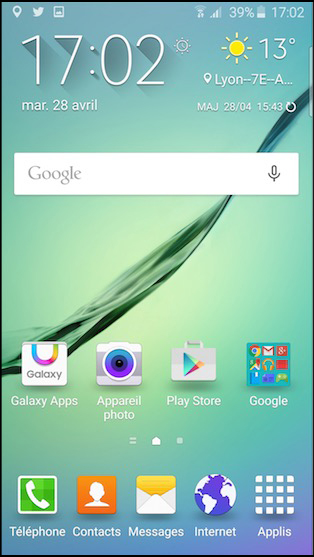 39% 17:02
17:02
13°
Lyon--7E--A...
mar. 28 avril
MAJ 28/04 15:43
Google
Galaxy
Galaxy Apps
Appareil photo
Play Store
Google
Téléphone
Contacts
Messages
Internet
Applis